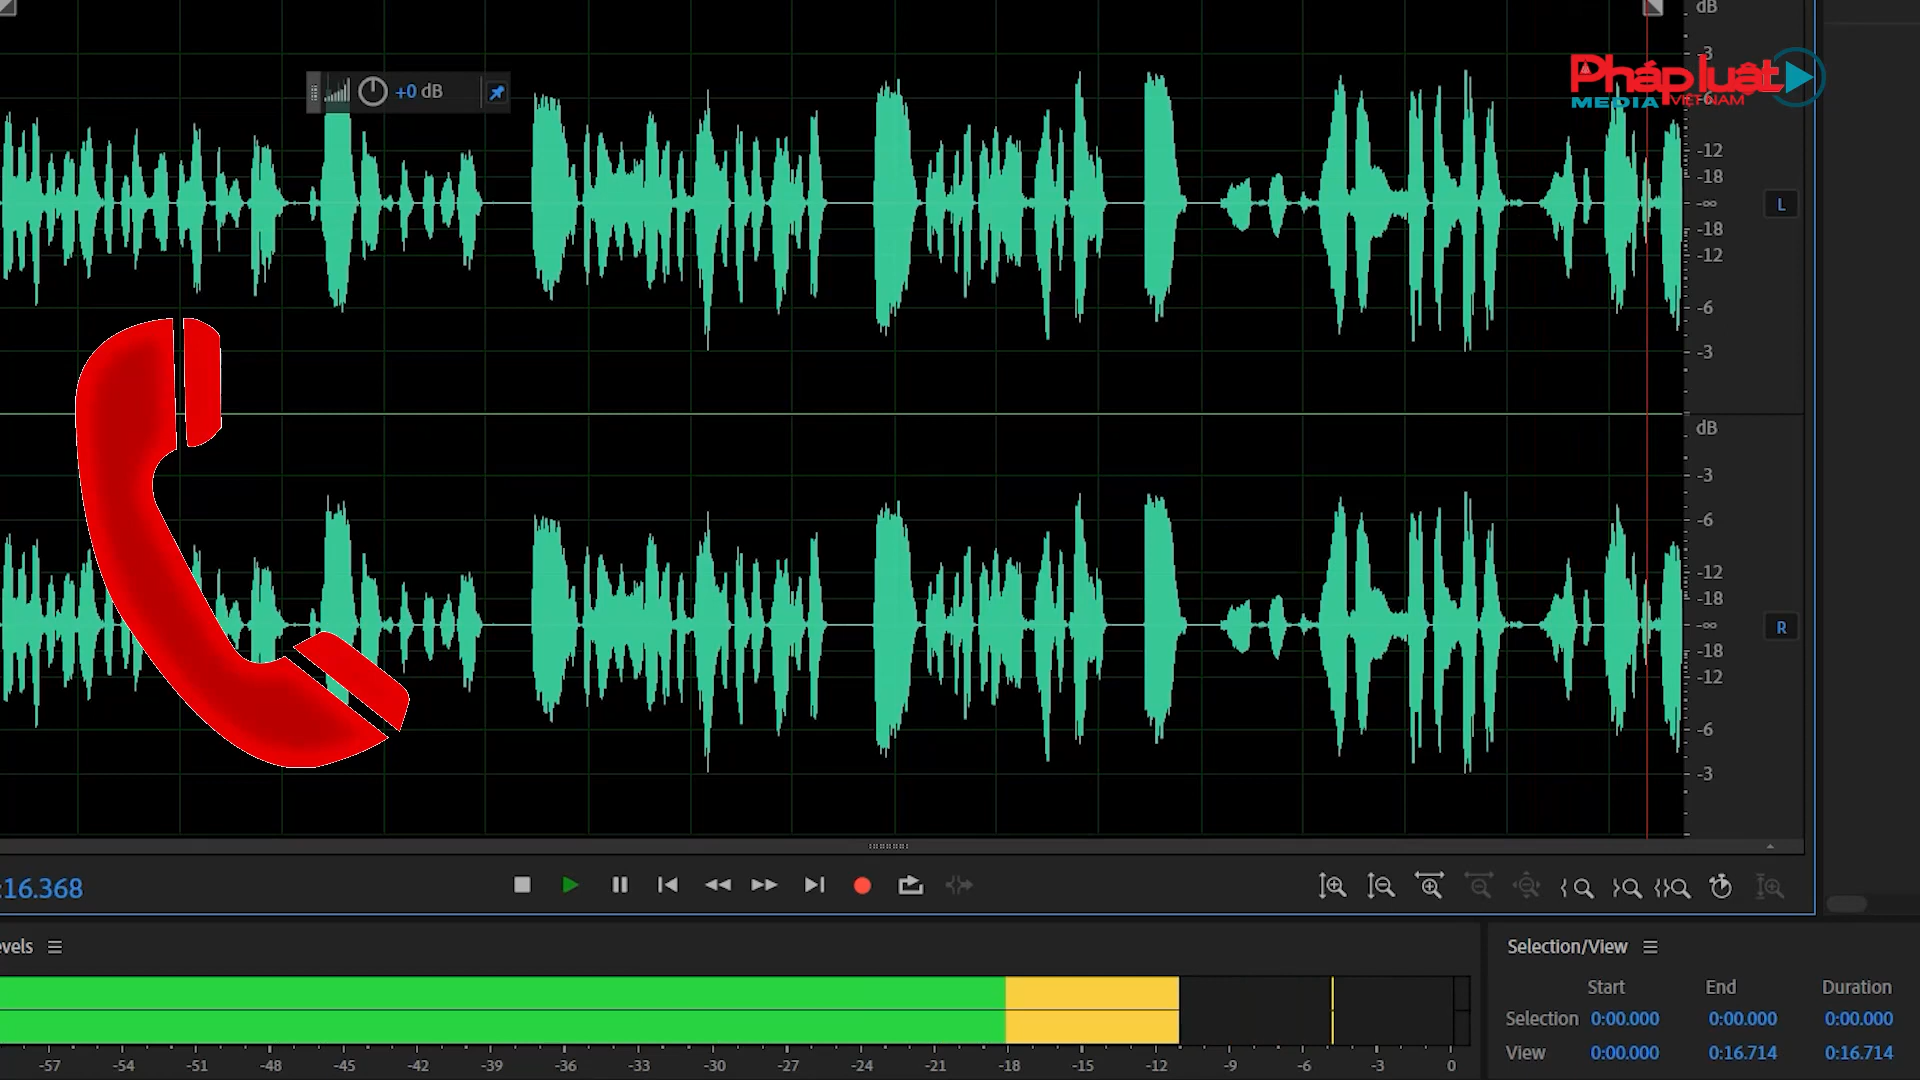 dB
-3
Pháp luật
MEDIA VIỆT NAM
+0 dB
-6
-12
-18
-∞
L
-18
-12
-6
-3
dB
-3
-6
-12
-18
-∞
R
-18
-12
-6
-3
:16.368
evels
Selection/View
Start End Duration
Selection 0:00.000 0:00.000 0:00.000
View 0:00.000 0:16.714 0:16.714
-57 -54 -51 -48 -45 -42 -39 -36 -33 -30 -27 -24 -21 -18 -15 -12 -9 -6 -3 0